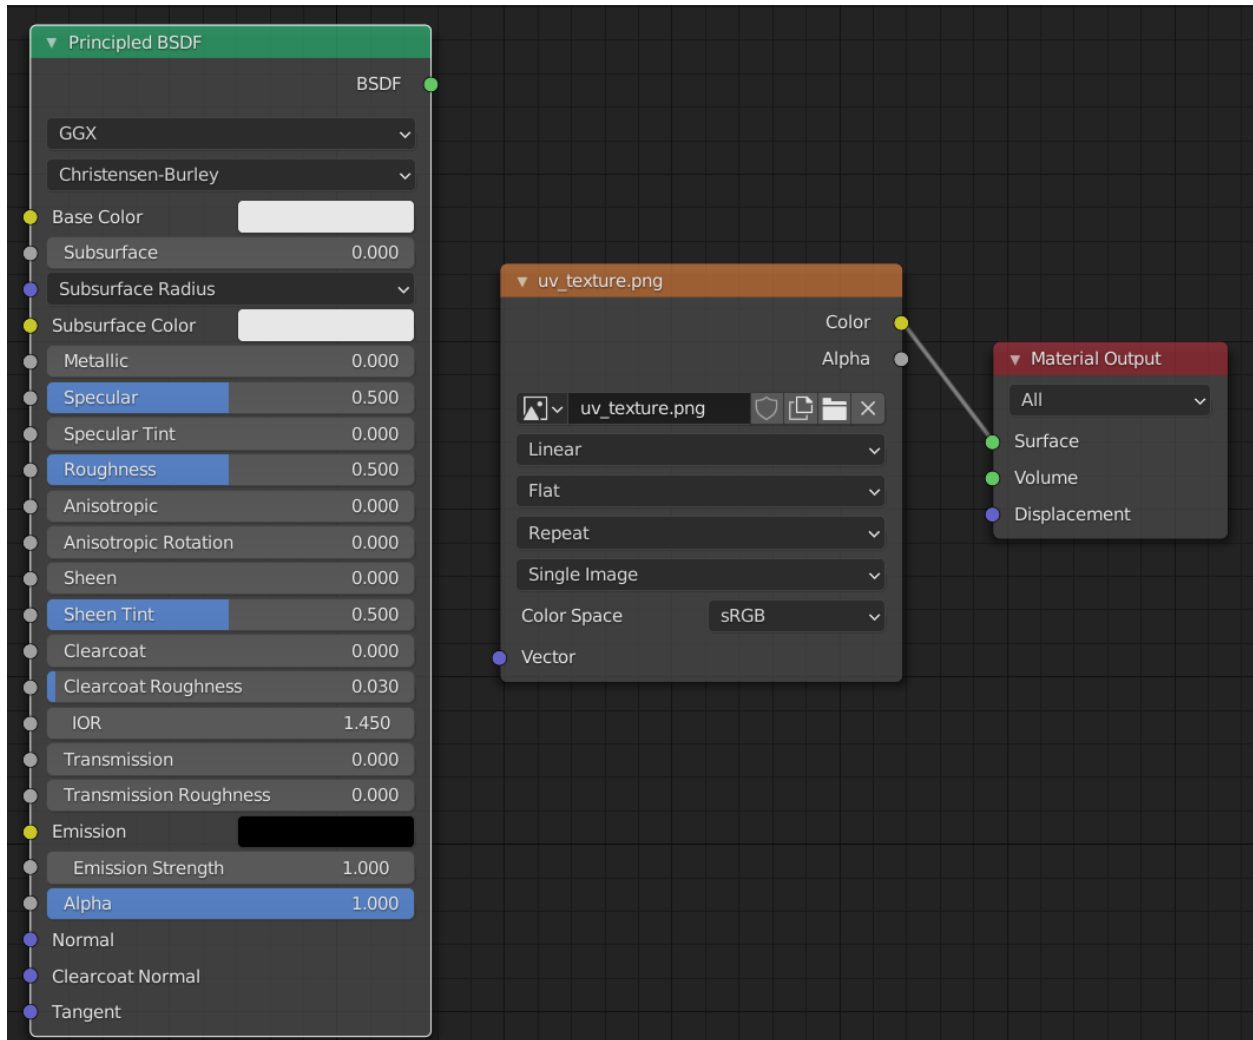 Principled BSDF
BSDF
GGX
Christensen-Burley
Base Color
Subsurface 0.000
Subsurface Radius
Subsurface Color
Metallic 0.000
Specular 0.500
Specular Tint 0.000
Roughness 0.500
Anisotropic 0.000
Anisotropic Rotation 0.000
Sheen 0.000
Sheen Tint 0.500
Clearcoat 0.000
Clearcoat Roughness 0.030
IOR 1.450
Transmission 0.000
Transmission Roughness 0.000
Emission
Emission Strength 1.000
Alpha 1.000
Normal
Clearcoat Normal
Tangent
uv_texture.png
Color
Alpha
uv_texture.png
Linear
Flat
Repeat
Single Image
Color Space sRGB
Vector
Material Output
All
Surface
Volume
Displacement